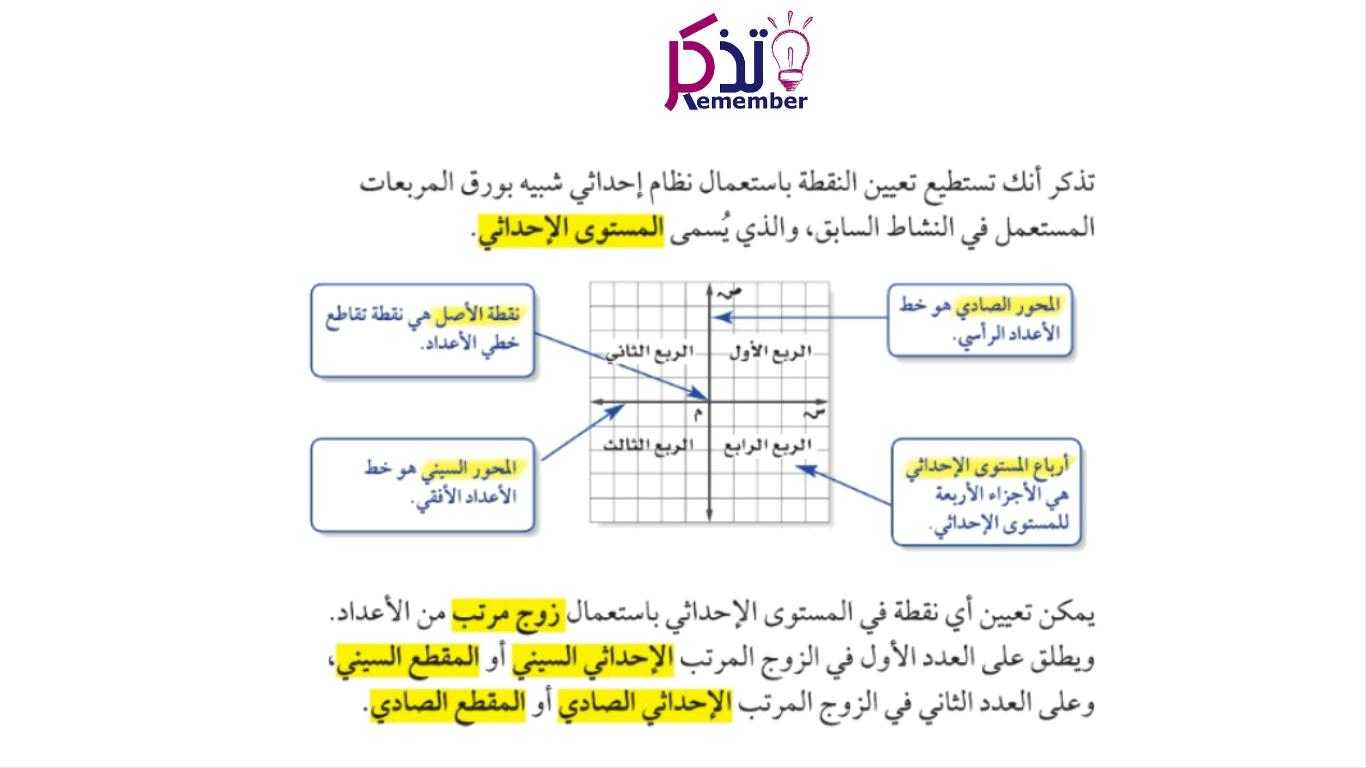 تذكر
Remember
تذكر أنك تستطيع تعيين النقطة باستعمال نظام إحداثي شبيه بورق المربعات
المستعمل في النشاط السابق، والذي يُسمى المستوى الإحداثي.
المحور الصادي هو خط
الأعداد الرأسي.
ص
نقطة الأصل هي نقطة تقاطع
خطي الأعداد.
الربع الأول
الربع الثاني
س
م
الربع الرابع
الربع الثالث
أرباع المستوى الإحداثي
هي الأجزاء الأربعة
للمستوى الإحداثي.
المحور السيني هو خط
الأعداد الأفقي.
يمكن تعيين أي نقطة في المستوى الإحداثي باستعمال زوج مرتب من الأعداد.
ويطلق على العدد الأول في الزوج المرتب الإحداثي السيني أو المقطع السيني،
وعلى العدد الثاني في الزوج المرتب الإحداثي الصادي أو المقطع الصادي.